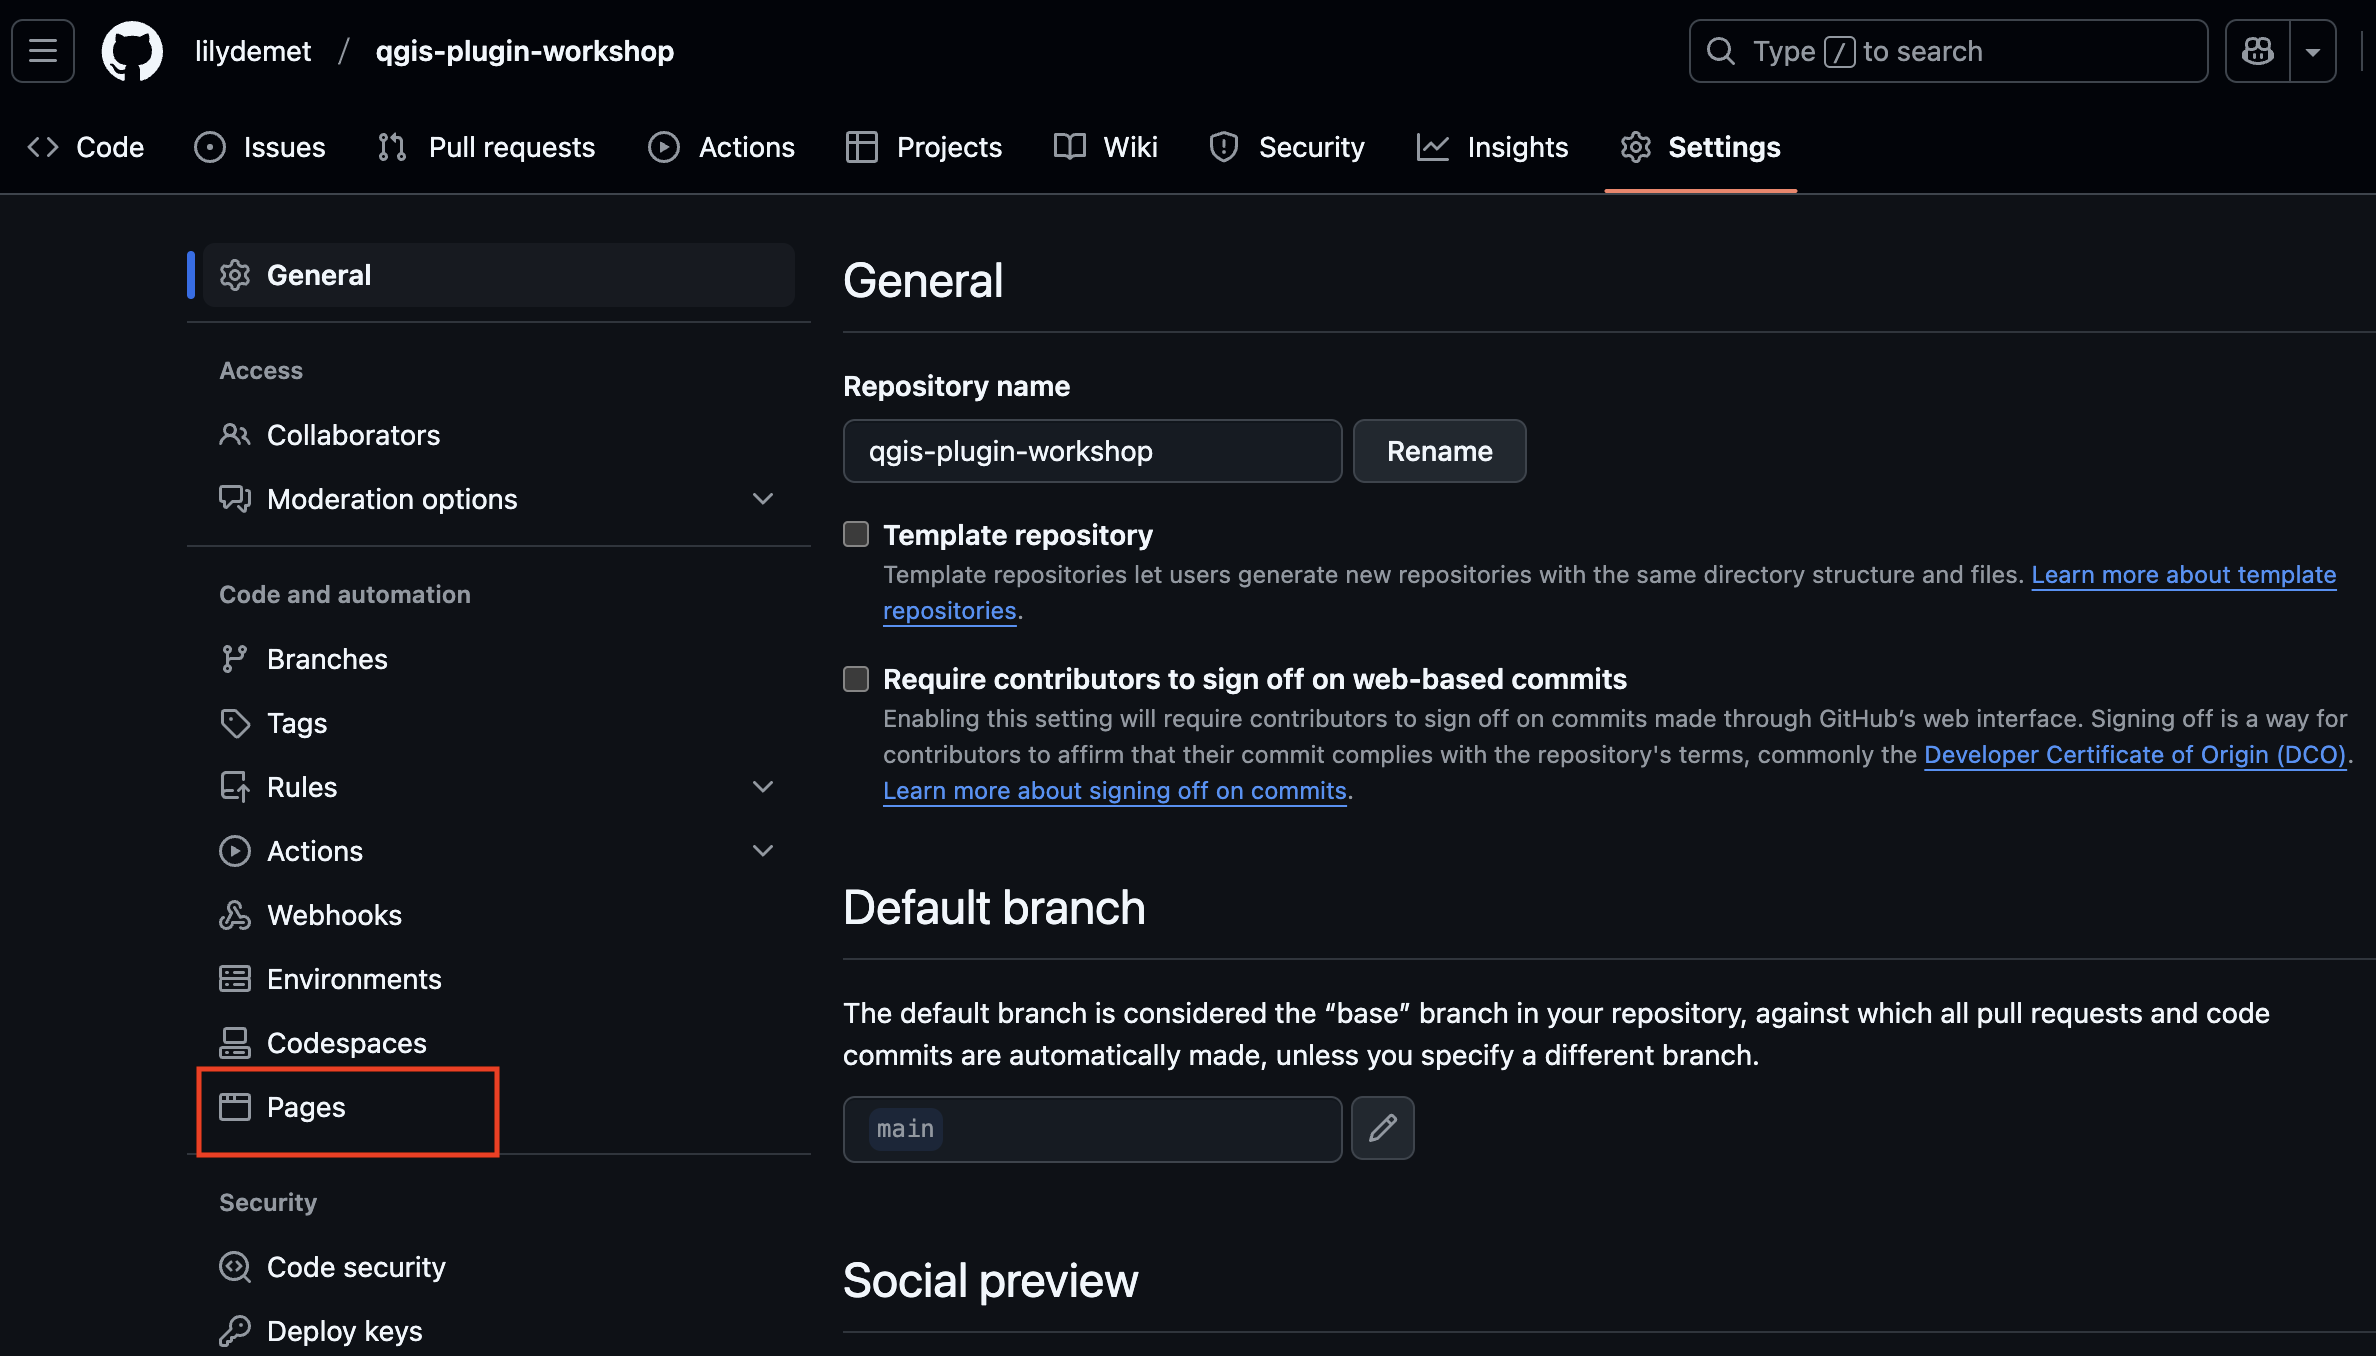 lilydemet / qgis-plugin-workshop
Type / to search
Code Issues Pull requests Actions Projects Wiki Security Insights Settings
General
Access
Collaborators
Moderation options
Code and automation
Branches
Tags
Rules
Actions
Webhooks
Environments
Codespaces
Pages
Security
Code security
Deploy keys
General
Repository name
qgis-plugin-workshop Rename
Template repository
Template repositories let users generate new repositories with the same directory structure and files. Learn more about template
repositories.
Require contributors to sign off on web-based commits
Enabling this setting will require contributors to sign off on commits made through GitHub’s web interface. Signing off is a way for
contributors to affirm that their commit complies with the repository's terms, commonly the Developer Certificate of Origin (DCO).
Learn more about signing off on commits.
Default branch
The default branch is considered the “base” branch in your repository, against which all pull requests and code
commits are automatically made, unless you specify a different branch.
main
Social preview